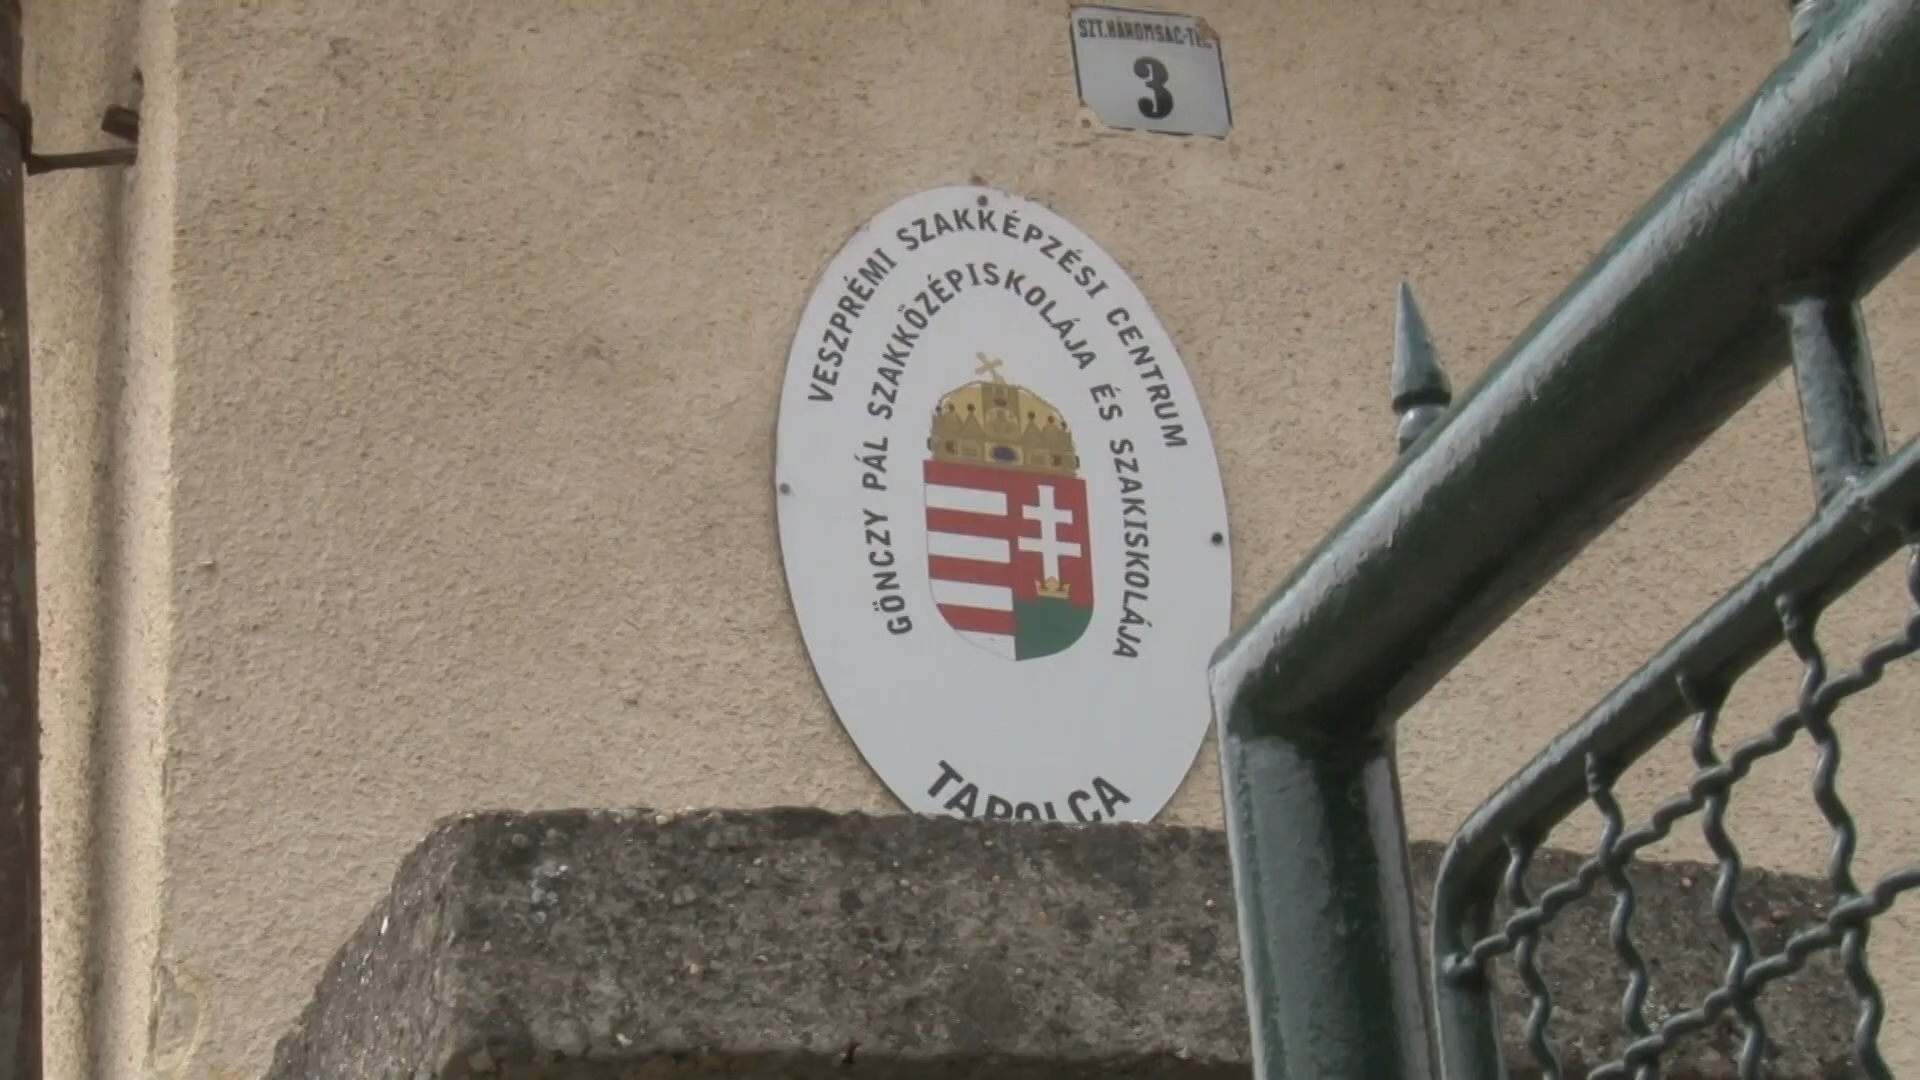 SZT.HÁROMSÁG-TÉR
3
VESZPRÉMI SZAKKÉPZÉSI CENTRUM
GÖNCZY PÁL SZAKKÖZÉPISKOLÁJA ÉS SZAKISKOLÁJA
TAPOLCA